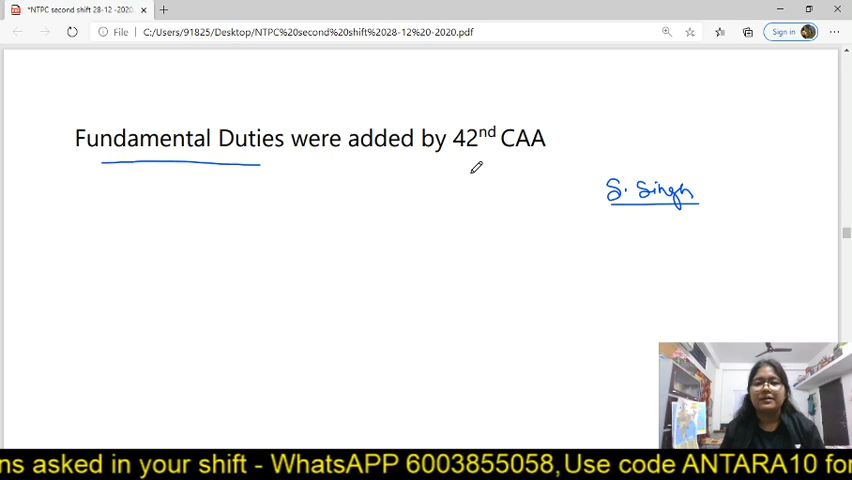 *NTPC second shift 28-12 -2020-
File
C:/Users/91825/Desktop/NTPC%20second%20shift%2028-12%20-2020.pdf
Sign in
Fundamental Duties were added by 42nd CAA
S. Singh
ns asked in your shift - WhatsAPP 6003855058,Use code ANTARA10 for